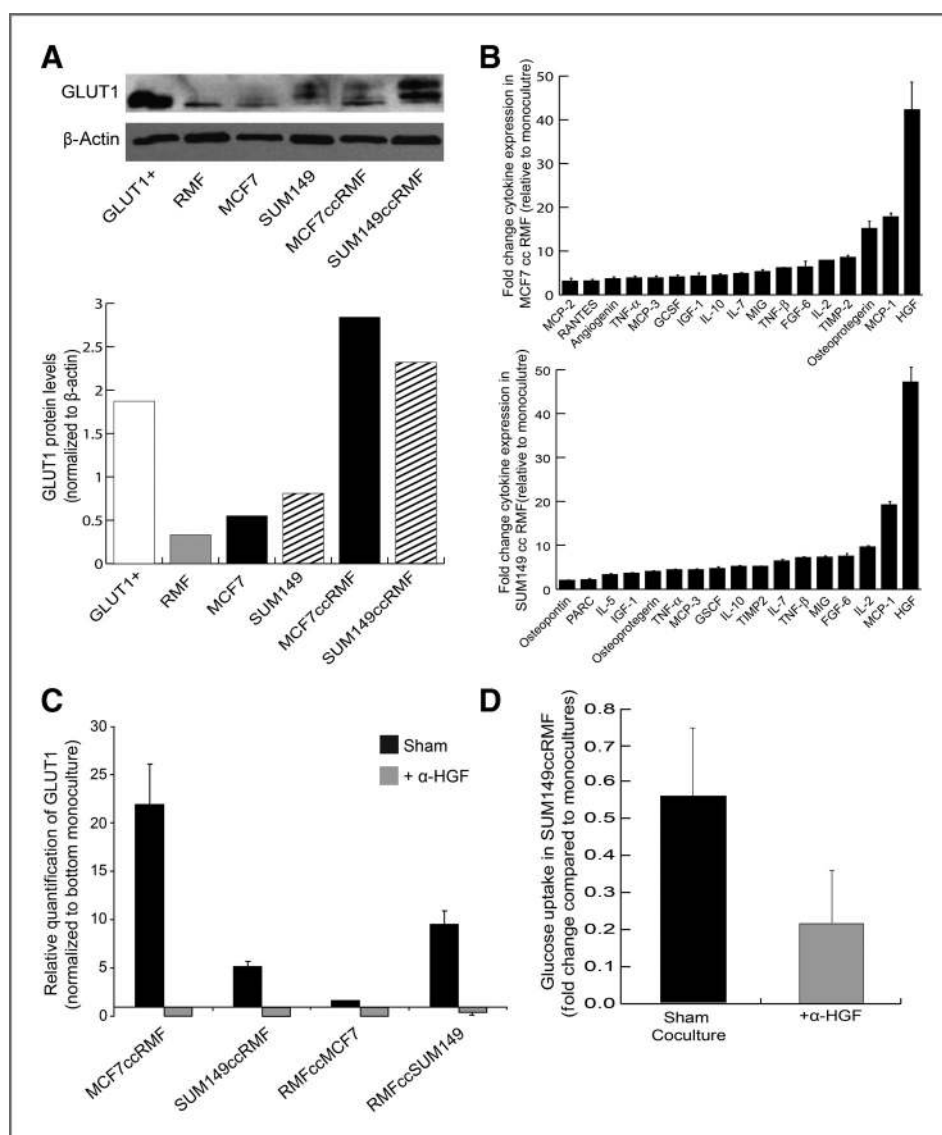 A
GLUT1
β-Actin
GLUT1+
RMF
MCF7
SUM149
MCF7ccRMF
SUM149ccRMF
GLUT1 protein levels
(normalized to β-actin)
3
2.5
2
1.5
1
0.5
0
GLUT1+
RMF
MCF7
SUM149
MCF7ccRMF
SUM149ccRMF
B
Fold change cytokine expression in
MCF7 cc RMF (relative to monoculutre)
50
40
30
20
10
0
MCP-2
RANTES
Angiogenin
TNF-α
MCP-3
GCSF
IGF-1
IL-10
IL-7
MIG
TNF-β
FGF-6
IL-2
TIMP-2
Osteoprotegerin
MCP-1
HGF
Fold change cytokine expression in
SUM149 cc RMF(relative to monoculture)
50
40
30
20
10
0
Osteopontin
PARC
IL-5
IGF-1
Osteoprotegerin
TNF-α
MCP-3
GSCF
IL-10
TIMP2
IL-7
TNF-β
MIG
FGF-6
IL-2
MCP-1
HGF
C
Relative quantification of GLUT1
(normalized to bottom monoculture)
30
25
20
15
10
5
0
Sham
+ α-HGF
MCF7ccRMF
SUM149ccRMF
RMFccMCF7
RMFccSUM149
D
Glucose uptake in SUM149ccRMF
(fold change compared to monocultures)
0.8
0.7
0.6
0.5
0.4
0.3
0.2
0.1
0.0
Sham
Coculture
+α-HGF